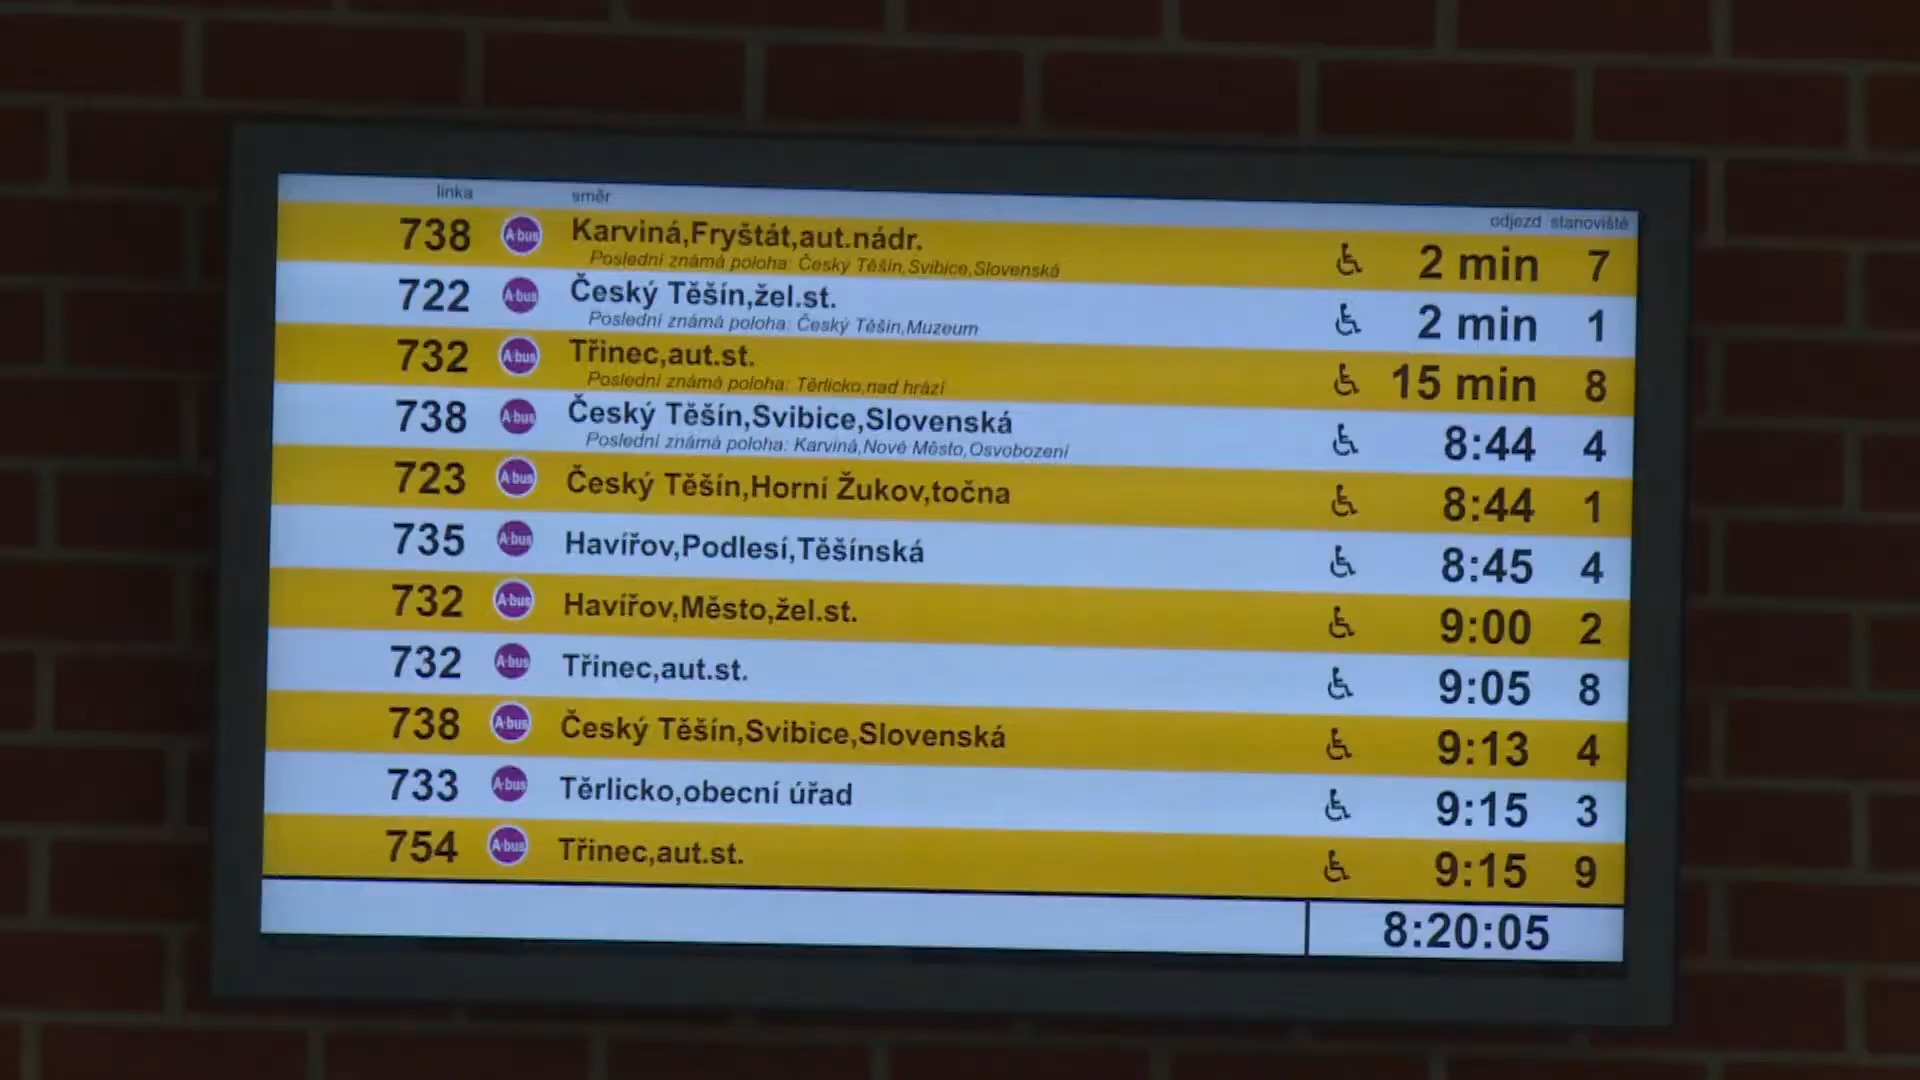 linka směr odjezd stanoviště
738 A-bus Karviná,Fryštát,aut.nádr. 2 min 7
Poslední známá poloha: Český Těšín,Svibice,Slovenská
722 A-bus Český Těšín,žel.st. 2 min 1
Poslední známá poloha: Český Těšín,Muzeum
732 A-bus Třinec,aut.st. 15 min 8
Poslední známá poloha: Těrlicko,nad hrází
738 A-bus Český Těšín,Svibice,Slovenská 8:44 4
Poslední známá poloha: Karviná,Nové Město,Osvobození
723 A-bus Český Těšín,Horní Žukov,točna 8:44 1
735 A-bus Havířov,Podlesí,Těšínská 8:45 4
732 A-bus Havířov,Město,žel.st. 9:00 2
732 A-bus Třinec,aut.st. 9:05 8
738 A-bus Český Těšín,Svibice,Slovenská 9:13 4
733 A-bus Těrlicko,obecní úřad 9:15 3
754 A-bus Třinec,aut.st. 9:15 9
8:20:05